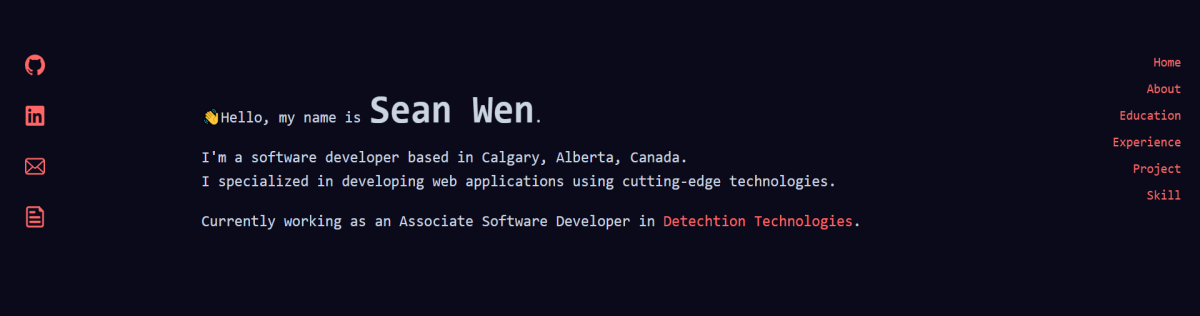 👋Hello, my name is Sean Wen.
I'm a software developer based in Calgary, Alberta, Canada.
I specialized in developing web applications using cutting-edge technologies.
Currently working as an Associate Software Developer in Detechtion Technologies.
Home
About
Education
Experience
Project
Skill